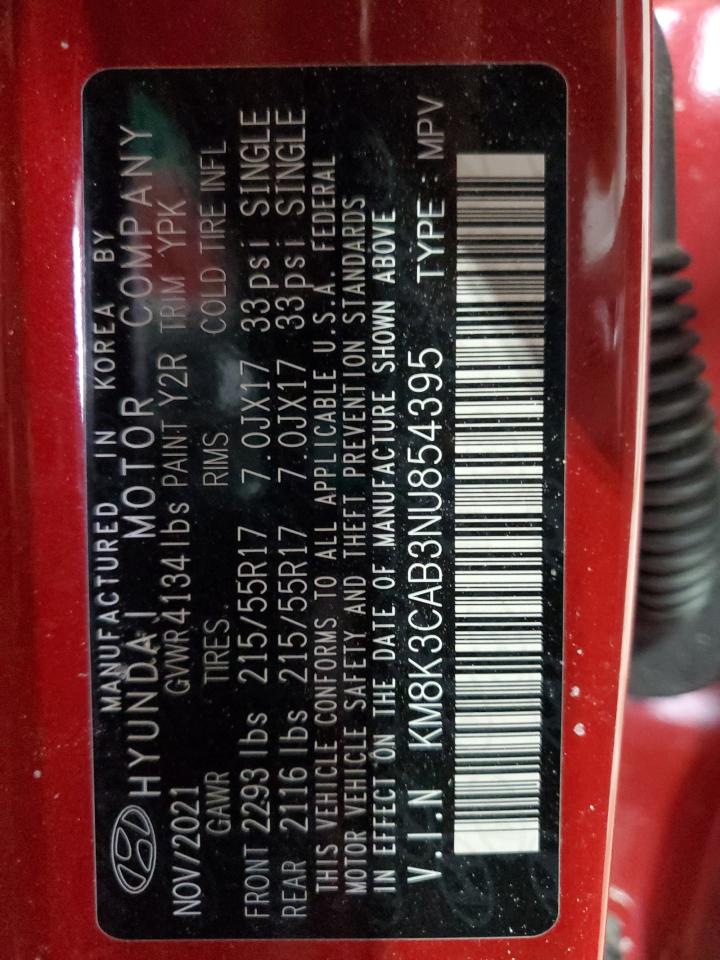 MANUFACTURED IN KOREA BY
HYUNDAI MOTOR COMPANY
NOV/2021 GVWR 4134 lbs PAINT Y2R TRIM YPK
GAWR TIRES RIMS COLD TIRE INFL
FRONT 2293 lbs 215/55R17 7.0JX17 33psi SINGLE
REAR 2116 lbs 215/55R17 7.0JX17 33psi SINGLE
THIS VEHICLE CONFORMS TO ALL APPLICABLE U.S.A. FEDERAL
MOTOR VEHICLE SAFETY AND THEFT PREVENTION STANDARDS
IN EFFECT ON THE DATE OF MANUFACTURE SHOWN ABOVE
V.I.N KM8K3CAB3NU854395 TYPE : MPV